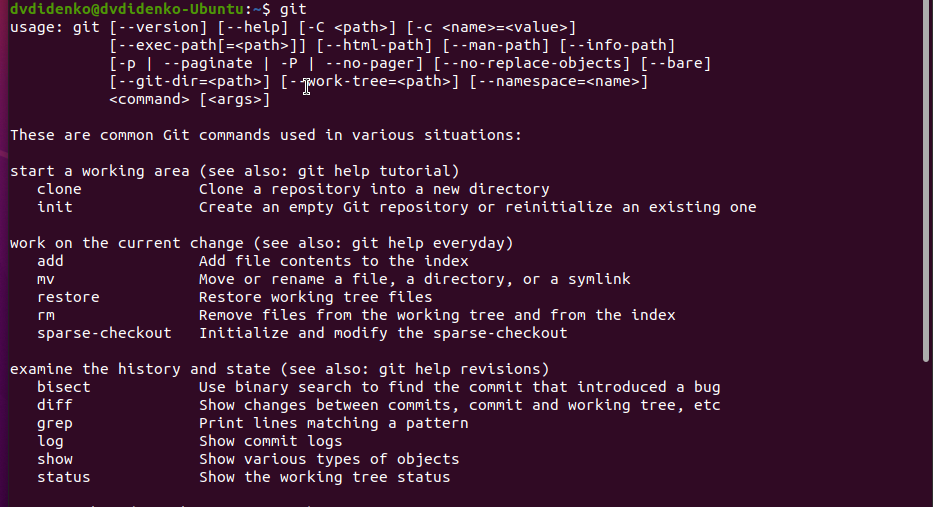 dvdidenko@dvdidenko-Ubuntu:~$ git
usage: git [--version] [--help] [-C <path>] [-c <name>=<value>]
           [--exec-path[=<path>]] [--html-path] [--man-path] [--info-path]
           [-p | --paginate | -P | --no-pager] [--no-replace-objects] [--bare]
           [--git-dir=<path>] [--work-tree=<path>] [--namespace=<name>]
           <command> [<args>]

These are common Git commands used in various situations:

start a working area (see also: git help tutorial)
   clone             Clone a repository into a new directory
   init              Create an empty Git repository or reinitialize an existing one

work on the current change (see also: git help everyday)
   add               Add file contents to the index
   mv                Move or rename a file, a directory, or a symlink
   restore           Restore working tree files
   rm                Remove files from the working tree and from the index
   sparse-checkout   Initialize and modify the sparse-checkout

examine the history and state (see also: git help revisions)
   bisect            Use binary search to find the commit that introduced a bug
   diff              Show changes between commits, commit and working tree, etc
   grep              Print lines matching a pattern
   log               Show commit logs
   show              Show various types of objects
   status            Show the working tree status